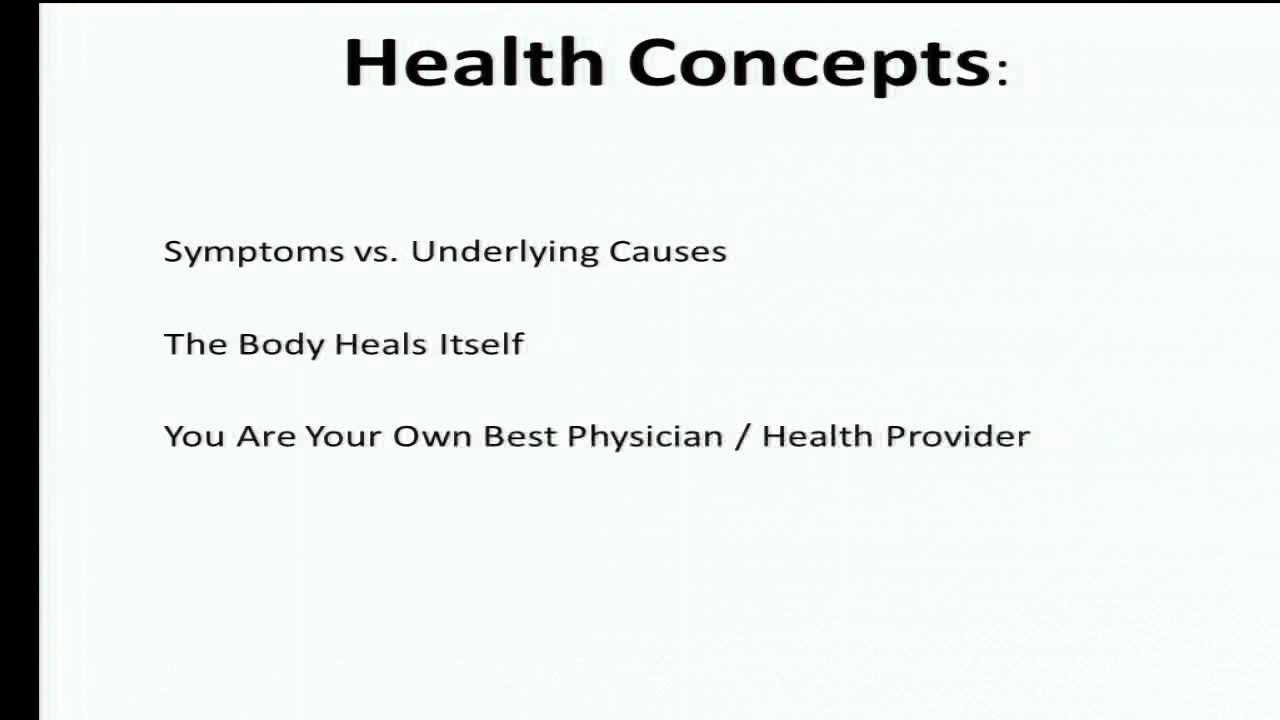 Health Concepts:
Symptoms vs. Underlying Causes
The Body Heals Itself
You Are Your Own Best Physician / Health Provider